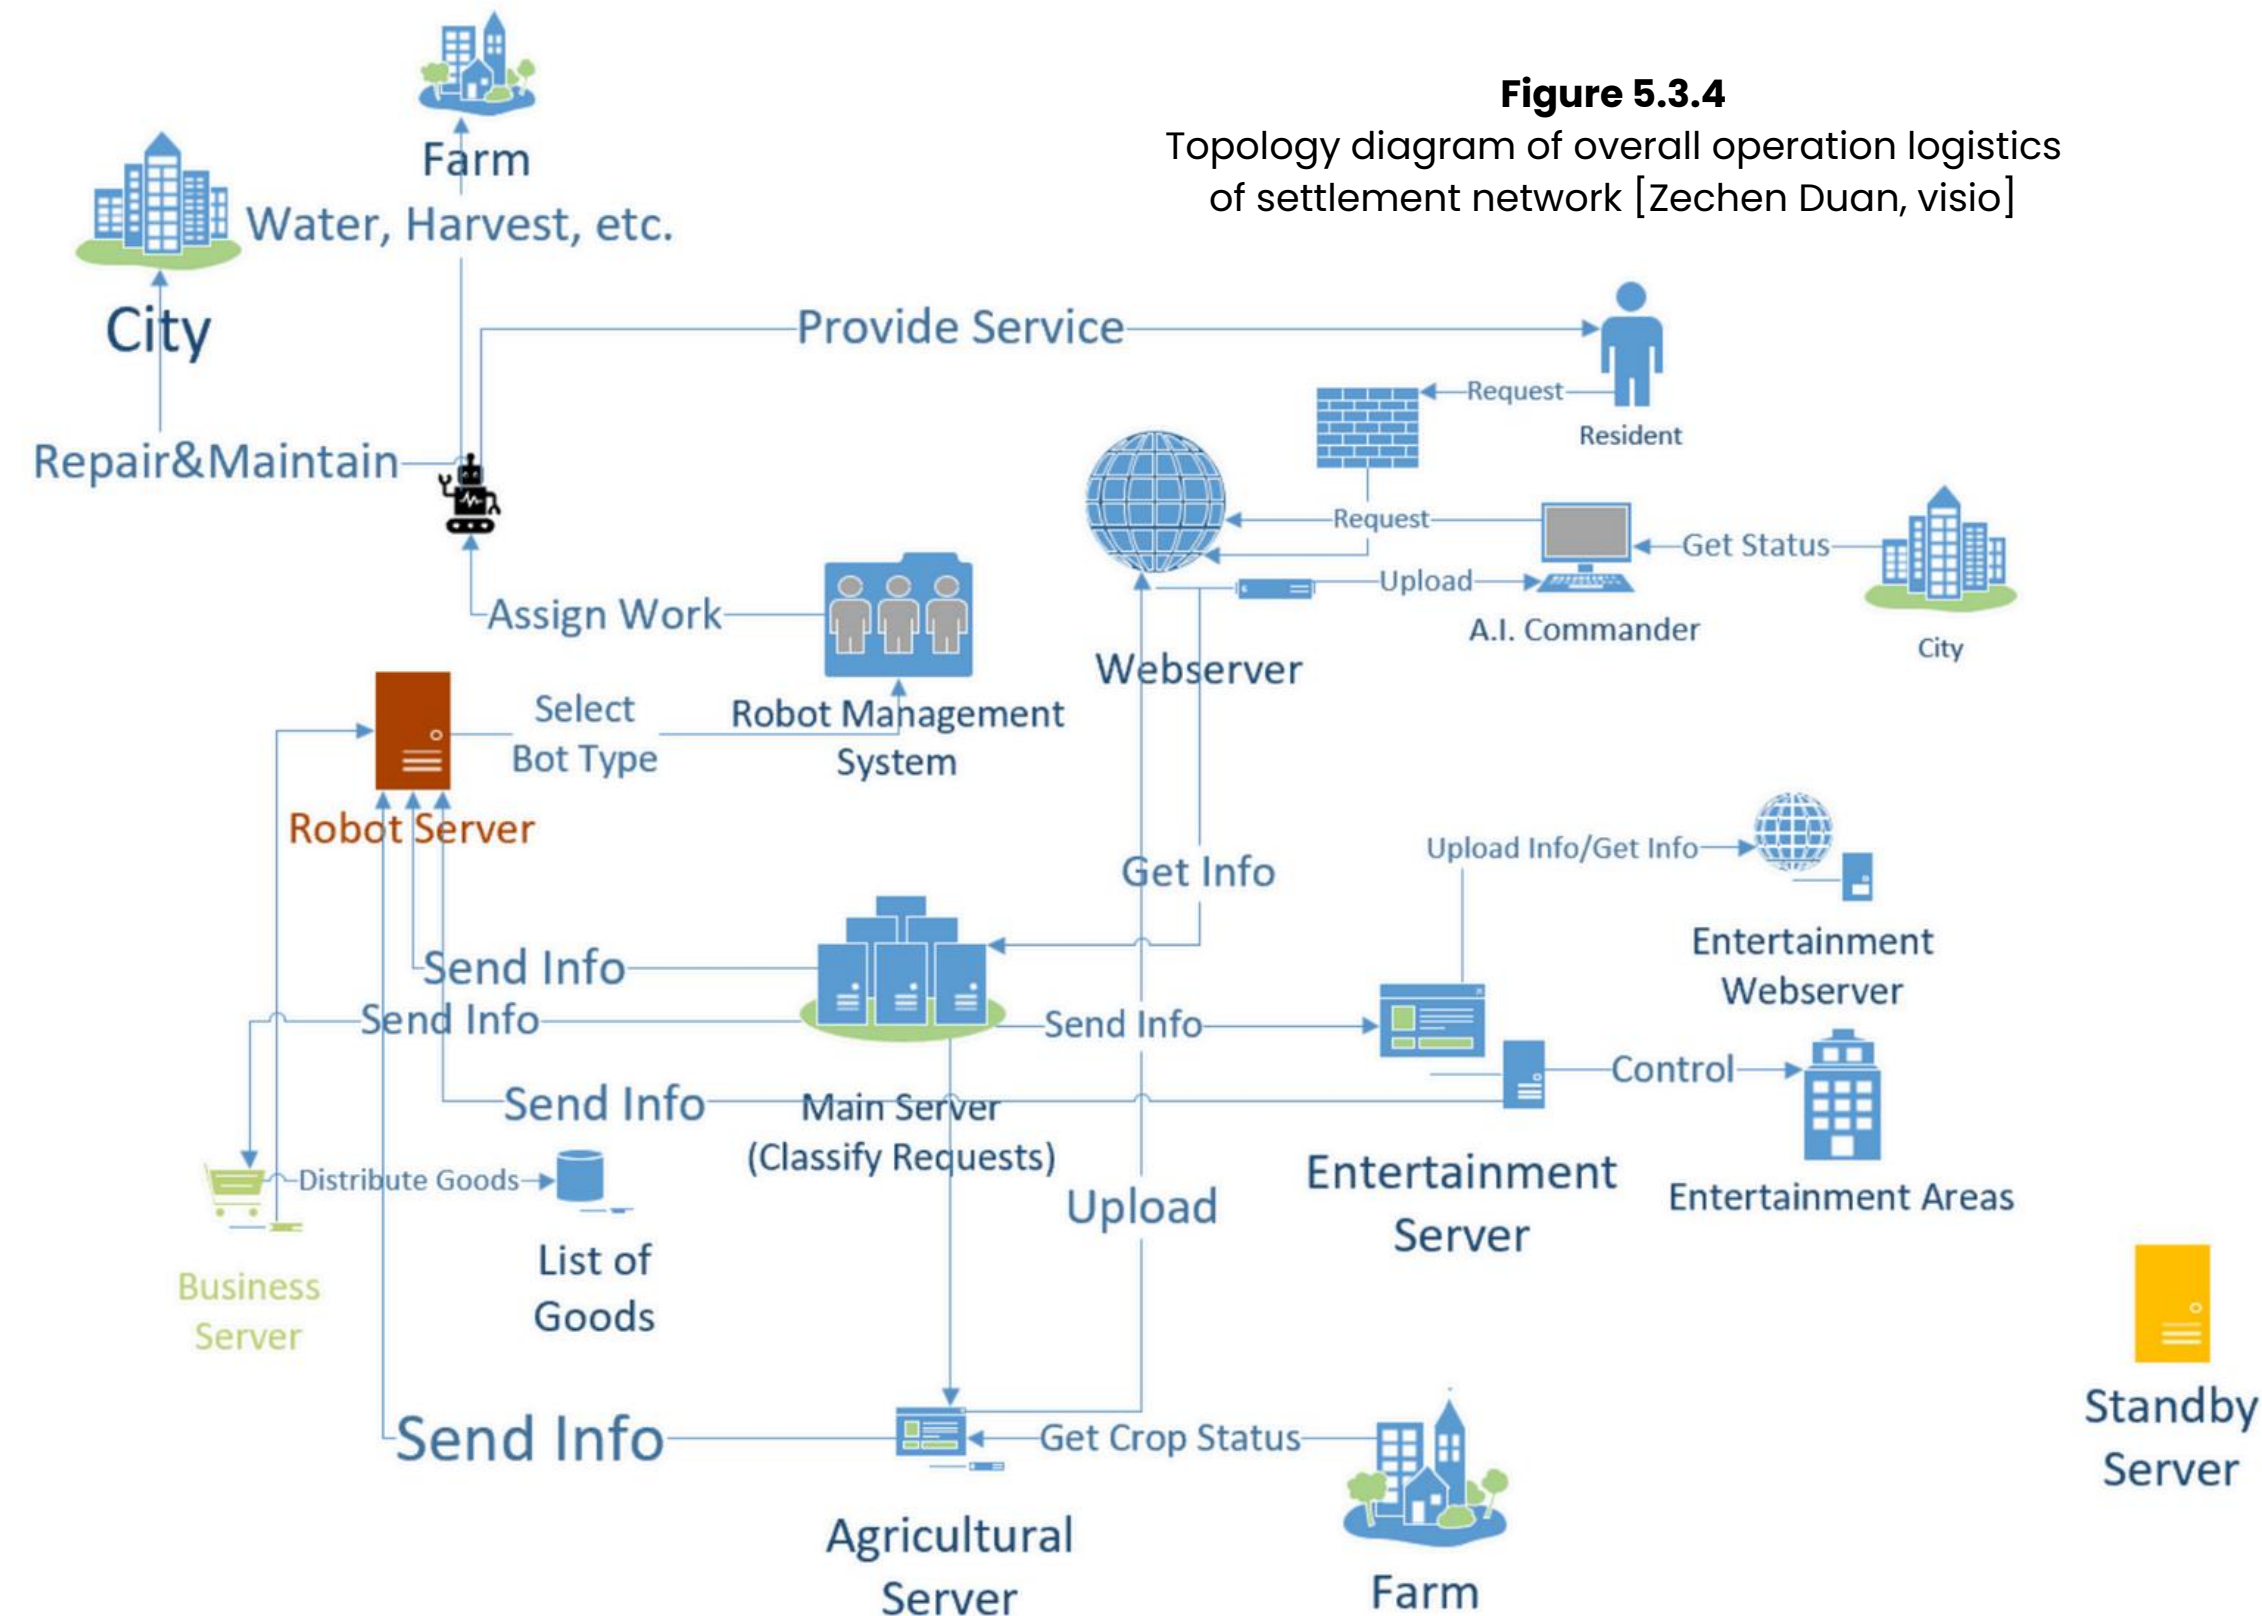 Figure 5.3.4
Topology diagram of overall operation logistics
of settlement network [Zechen Duan, visio]
Farm
Water, Harvest, etc.
City
Provide Service
Request
Resident
Repair&Maintain
Request
Get Status
Upload
A.I. Commander
City
Assign Work
Webserver
Select
Bot Type
Robot Management
System
Robot Server
Upload Info/Get Info
Get Info
Entertainment
Webserver
Send Info
Send Info
Send Info
Control
Send Info
Main Server
(Classify Requests)
Distribute Goods
Upload
Entertainment
Server
Entertainment Areas
List of
Goods
Business
Server
Standby
Server
Send Info
Get Crop Status
Agricultural
Server
Farm